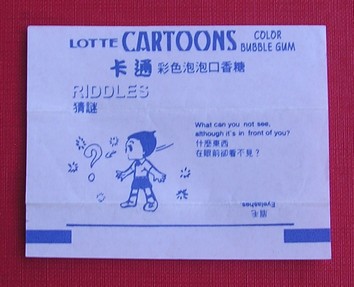 LOTTE CARTOONS COLOR BUBBLE GUM
卡通 彩色泡泡口香糖
RIDDLES
猜謎
What can you not see,
although it's in front of you?
什麼東西
在眼前卻看不見？
眉毛
Eyelashes